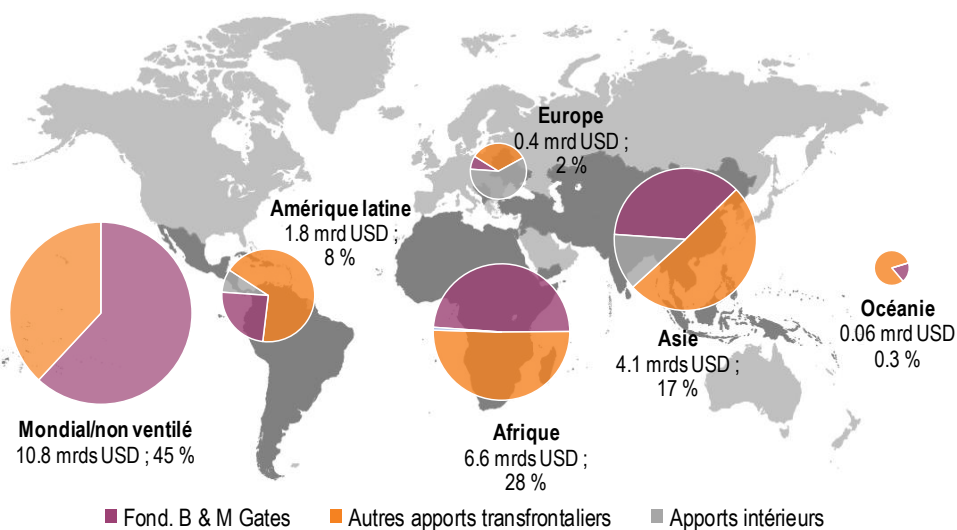 Europe
0.4 mrd USD ;
2 %
Amérique latine
1.8 mrd USD ;
8 %
Océanie
0.06 mrd USD
0.3 %
Asie
4.1 mrds USD ;
17 %
Mondial/non ventilé
10.8 mrds USD ; 45 %
Afrique
6.6 mrds USD ;
28 %
Fond. B & M Gates
Autres apports transfrontaliers
Apports intérieurs